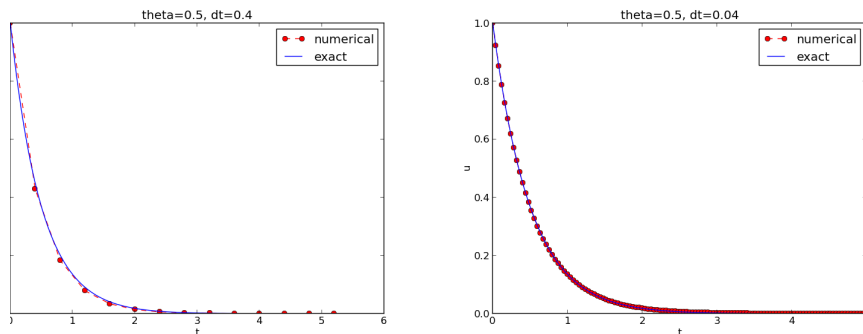 theta=0.5, dt=0.4
numerical
exact
0 1 2 3 4 5 6
t
theta=0.5, dt=0.04
numerical
exact
1.0
0.8
0.6
0.4
0.2
0.0
u
0 1 2 3 4
t